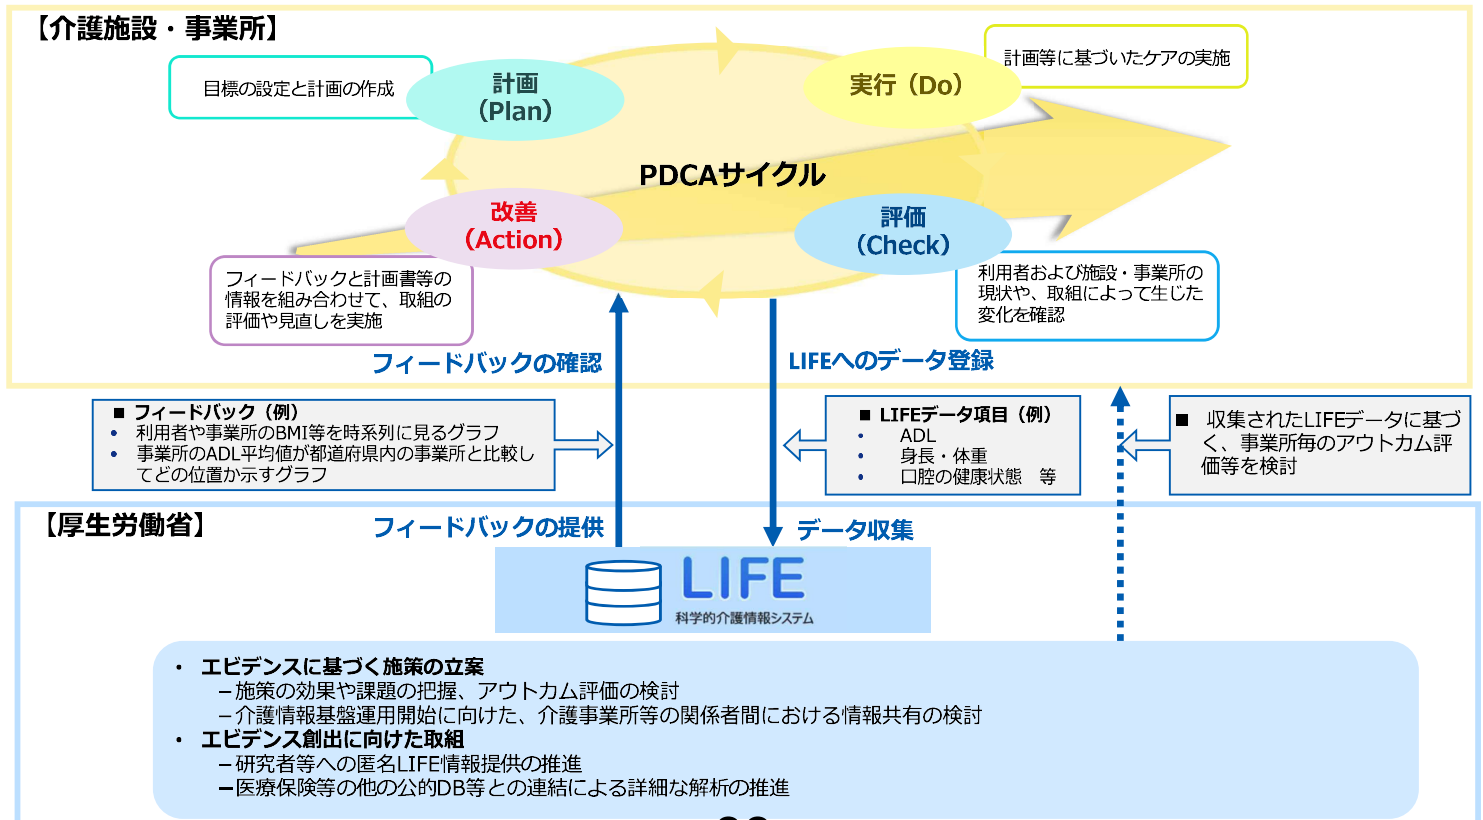 【介護施設・事業所】
目標の設定と計画の作成
計画
（Plan）
実行（Do）
計画等に基づいたケアの実施
PDCAサイクル
改善
（Action）
評価
（Check）
フィードバックと計画書等の
情報を組み合わせて、取組の
評価や見直しを実施
利用者および施設・事業所の
現状や、取組によって生じた
変化を確認
フィードバックの確認
LIFEへのデータ登録
■ フィードバック（例）
• 利用者や事業所のBMI等を時系列に見るグラフ
• 事業所のADL平均値が都道府県内の事業所と比較し
てどの位置か示すグラフ
■ LIFEデータ項目（例）
• ADL
• 身長・体重
• 口腔の健康状態　等
■ 収集されたLIFEデータに基づ
く、事業所毎のアウトカム評
価等を検討
【厚生労働省】
フィードバックの提供
データ収集
LIFE
科学的介護情報システム
• エビデンスに基づく施策の立案
－施策の効果や課題の把握、アウトカム評価の検討
－介護情報基盤運用開始に向けた、介護事業所等の関係者間における情報共有の検討
• エビデンス創出に向けた取組
－研究者等への匿名LIFE情報提供の推進
－医療保険等の他の公的DB等との連結による詳細な解析の推進